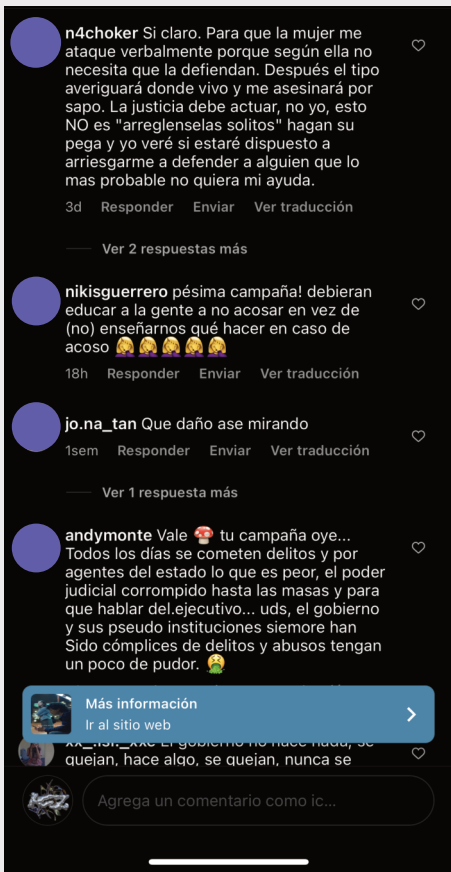 n4choker Si claro. Para que la mujer me
ataque verbalmente porque según ella no
necesita que la defiendan. Después el tipo
averiguará donde vivo y me asesinará por
sapo. La justicia debe actuar, no yo, esto
NO es "arreglenselas solitos" hagan su
pega y yo veré si estaré dispuesto a
arriesgarme a defender a alguien que lo
mas probable no quiera mi ayuda.
3d Responder Enviar Ver traducción
Ver 2 respuestas más
nikisguerrero pésima campaña! debieran
educar a la gente a no acosar en vez de
(no) enseñarnos qué hacer en caso de
acoso 🤦‍♀️🤦‍♀️🤦‍♀️🤦‍♀️🤦‍♀️
18h Responder Enviar Ver traducción
jo.na_tan Que daño ase mirando
1sem Responder Enviar Ver traducción
Ver 1 respuesta más
andymonte Vale 🍄 tu campaña oye...
Todos los días se cometen delitos y por
agentes del estado lo que es peor, el poder
judicial corrompido hasta las masas y para
que hablar del.ejecutivo... uds, el gobierno
y sus pseudo instituciones siemore han
Sido cómplices de delitos y abusos tengan
un poco de pudor. 🤮
Más información
Ir al sitio web
El gobierno no hace nada, se
quejan, hace algo, se quejan, nunca se
Agrega un comentario como ic...